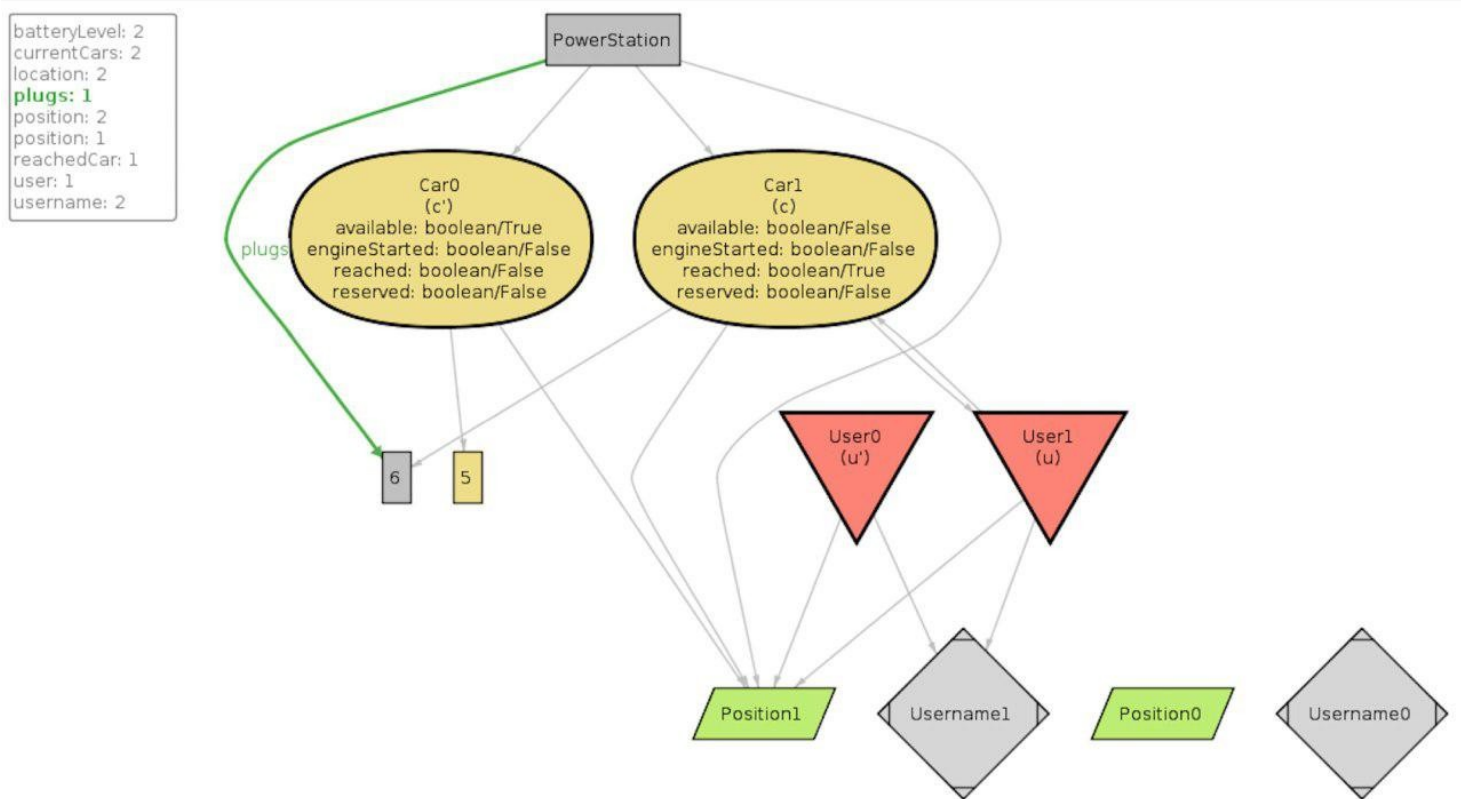 batteryLevel: 2
currentCars: 2
location: 2
plugs: 1
position: 2
position: 1
reachedCar: 1
user: 1
username: 2
PowerStation
plugs
Car0
(c')
available: boolean/True
engineStarted: boolean/False
reached: boolean/False
reserved: boolean/False
Car1
(c)
available: boolean/False
engineStarted: boolean/False
reached: boolean/True
reserved: boolean/False
6
5
User0
(u')
User1
(u)
Position1
Username1
Position0
Username0